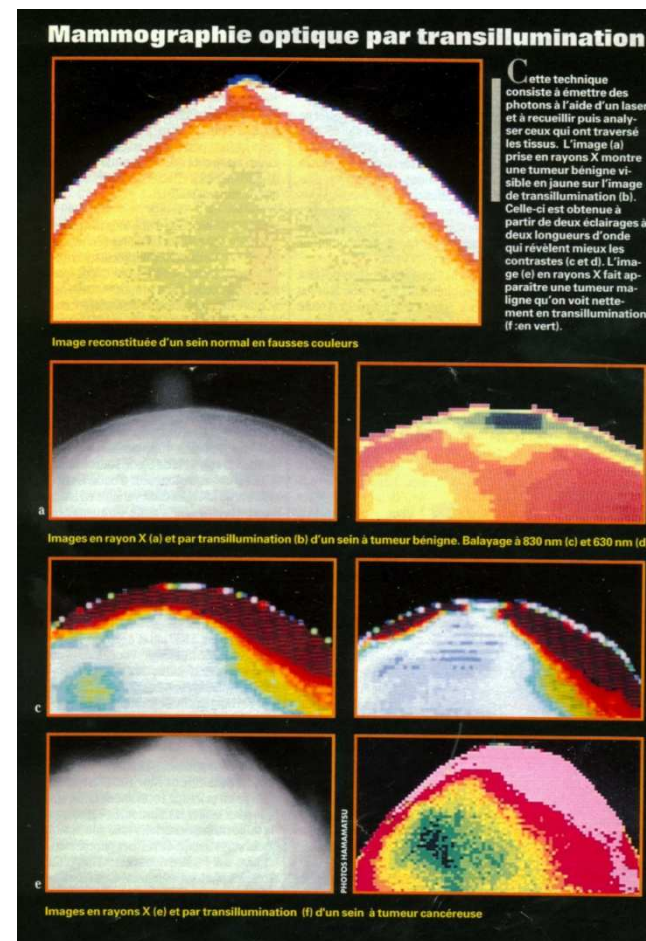 Mammographie optique par transillumination
Cette technique
consiste à émettre des
photons à l'aide d'un laser
et à recueillir puis analy-
ser ceux qui ont traversé
les tissus. L'image (a)
prise en rayons X montre
une tumeur bénigne vi-
sible en jaune sur l'image
de transillumination (b).
Celle-ci est obtenue à
partir de deux éclairages à
deux longueurs d'onde
qui révèlent mieux les
contrastes (c et d). L'ima-
ge (e) en rayons X fait ap-
paraître une tumeur ma-
ligne qu'on voit nette-
ment en transillumination
(f :en vert).
Image reconstituée d'un sein normal en fausses couleurs
a
Images en rayon X (a) et par transillumination (b) d'un sein à tumeur bénigne. Balayage à 830 nm (c) et 630 nm (d
c
PHOTOS HAMAMATSU
e
Images en rayons X (e) et par transillumination (f) d'un sein à tumeur cancéreuse